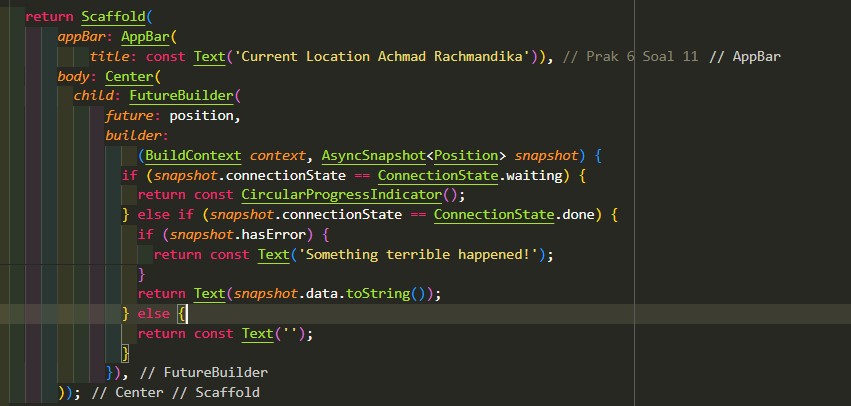 return Scaffold(
appBar: AppBar(
title: const Text('Current Location Achmad Rachmandika')), // Prak 6 Soal 11 // AppBar
body: Center(
child: FutureBuilder(
future: position,
builder:
(BuildContext context, AsyncSnapshot<Position> snapshot) {
if (snapshot.connectionState == ConnectionState.waiting) {
return const CircularProgressIndicator();
} else if (snapshot.connectionState == ConnectionState.done) {
if (snapshot.hasError) {
return const Text('Something terrible happened!');
}
return Text(snapshot.data.toString());
} else {
return const Text('');
}
}), // FutureBuilder
)); // Center // Scaffold